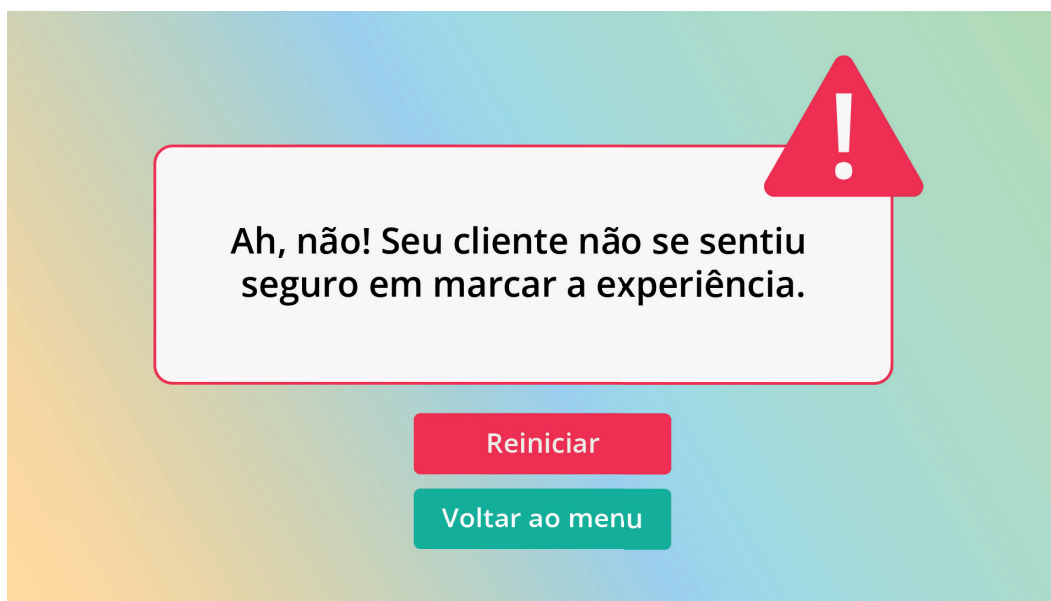 !
Ah, não! Seu cliente não se sentiu
seguro em marcar a experiência.
Reiniciar
Voltar ao menu